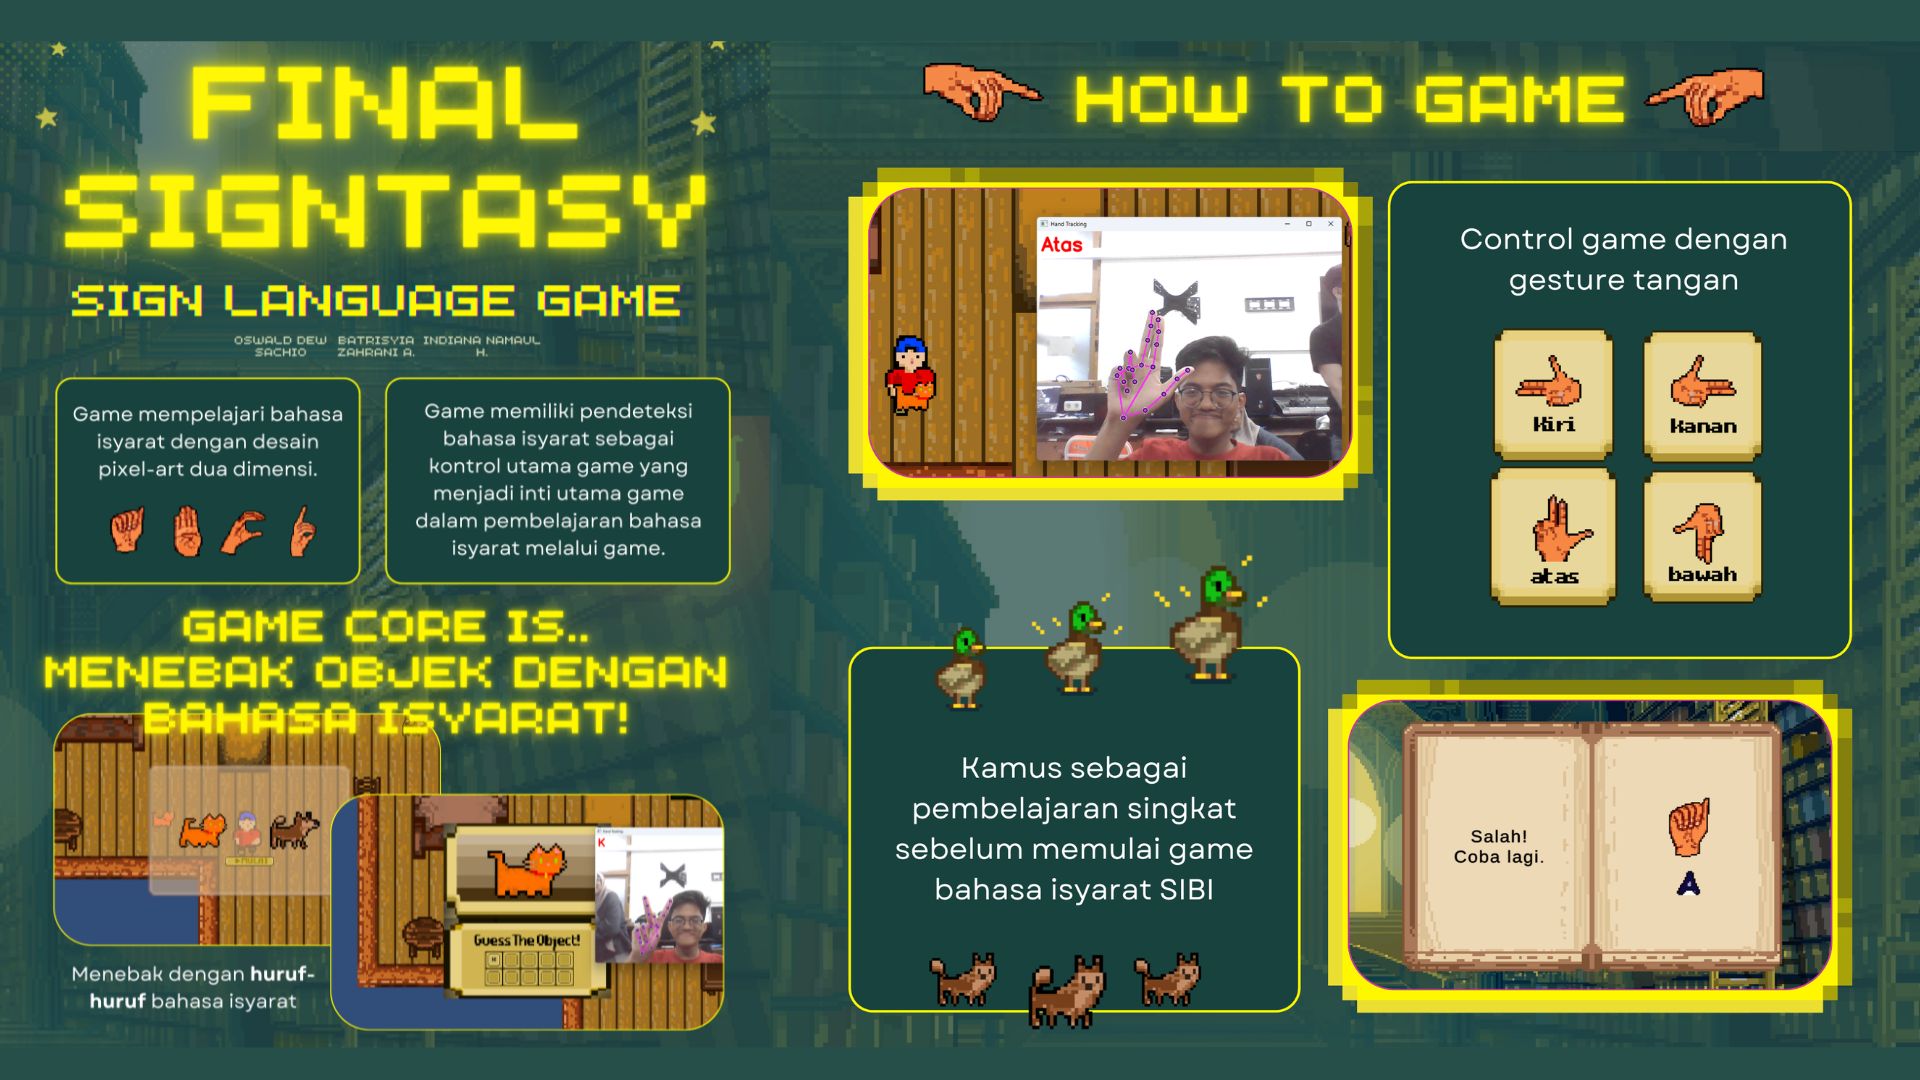 FINAL
SIGNTASY
SIGN LANGUAGE GAME
OSWALD DEW
SACHIO
BATRISYIA
ZAHRANI A.
INDIANA NAMAUL
H.
Game mempelajari bahasa
isyarat dengan desain
pixel-art dua dimensi.
Game memiliki pendeteksi
bahasa isyarat sebagai
kontrol utama game yang
menjadi inti utama game
dalam pembelajaran bahasa
isyarat melalui game.
GAME CORE IS..
MENEBAK OBJEK DENGAN
BAHASA ISYARAT!
MULAI
K
Guess The Object!
Menebak dengan huruf-
huruf bahasa isyarat
HOW TO GAME
Hand Tracking
Atas
Control game dengan
gesture tangan
kiri
kanan
atas
bawah
Kamus sebagai
pembelajaran singkat
sebelum memulai game
bahasa isyarat SIBI
Salah!
Coba lagi.
A